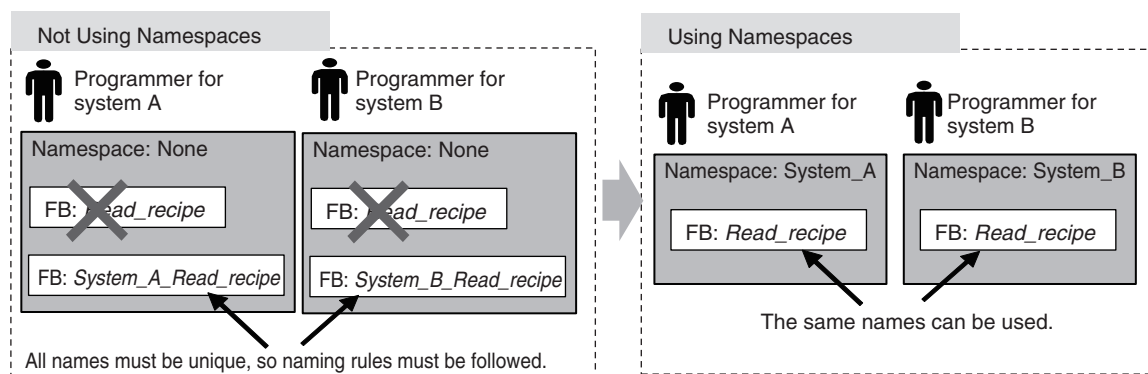 Not Using Namespaces
Programmer for
system A
Programmer for
system B
Namespace: None
Namespace: None
FB: Read_recipe
FB: Read_recipe
FB: System_A_Read_recipe
FB: System_B_Read_recipe
All names must be unique, so naming rules must be followed.
Using Namespaces
Programmer for
system A
Programmer for
system B
Namespace: System_A
Namespace: System_B
FB: Read_recipe
FB: Read_recipe
The same names can be used.